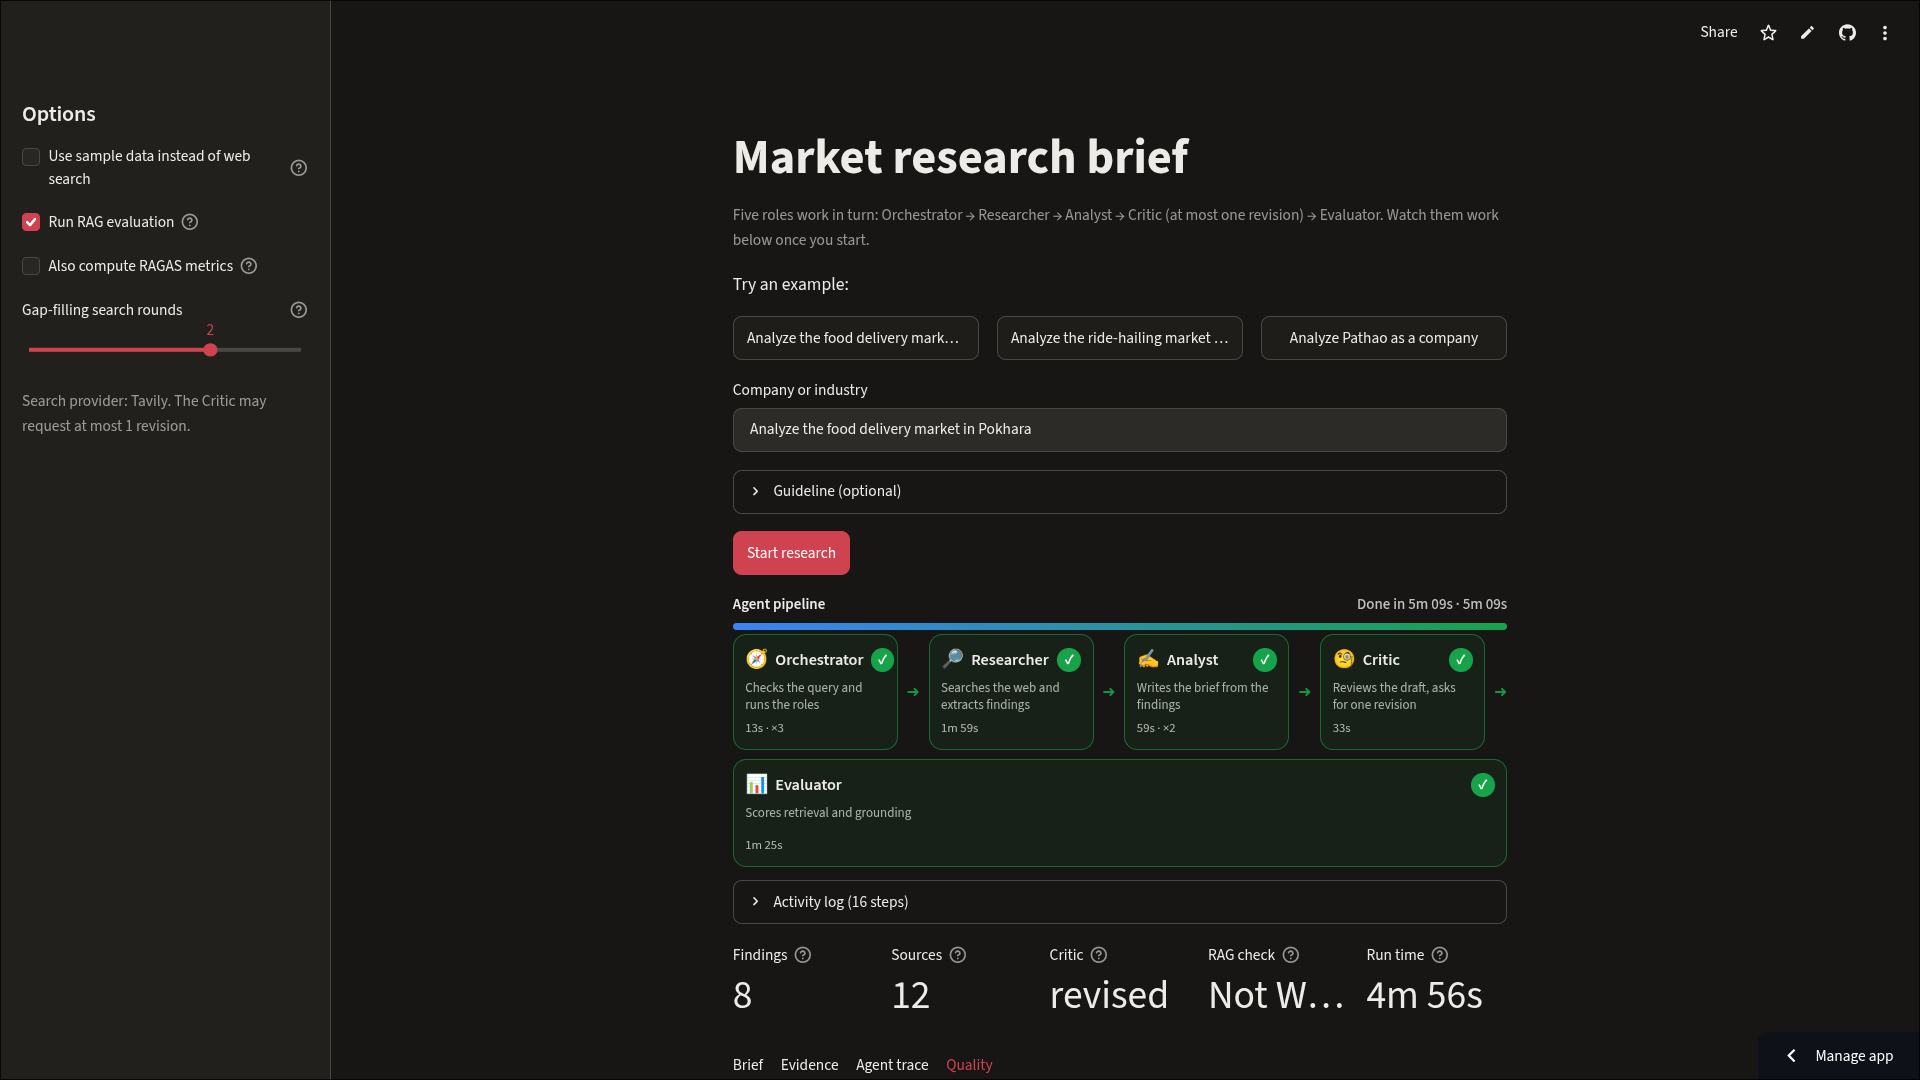 Share
Options
Use sample data instead of web
search
Run RAG evaluation
Also compute RAGAS metrics
Gap-filling search rounds
2
Search provider: Tavily. The Critic may
request at most 1 revision.
Market research brief
Five roles work in turn: Orchestrator → Researcher → Analyst → Critic (at most one revision) → Evaluator. Watch them work
below once you start.
Try an example:
Analyze the food delivery mark…
Analyze the ride-hailing market …
Analyze Pathao as a company
Company or industry
Analyze the food delivery market in Pokhara
Guideline (optional)
Start research
Agent pipeline
Done in 5m 09s · 5m 09s
Orchestrator
Checks the query and
runs the roles
13s · ×3
Researcher
Searches the web and
extracts findings
1m 59s
Analyst
Writes the brief from the
findings
59s · ×2
Critic
Reviews the draft, asks
for one revision
33s
Evaluator
Scores retrieval and grounding
1m 25s
Activity log (16 steps)
Findings
8
Sources
12
Critic
revised
RAG check
Not W…
Run time
4m 56s
Brief
Evidence
Agent trace
Quality
Manage app